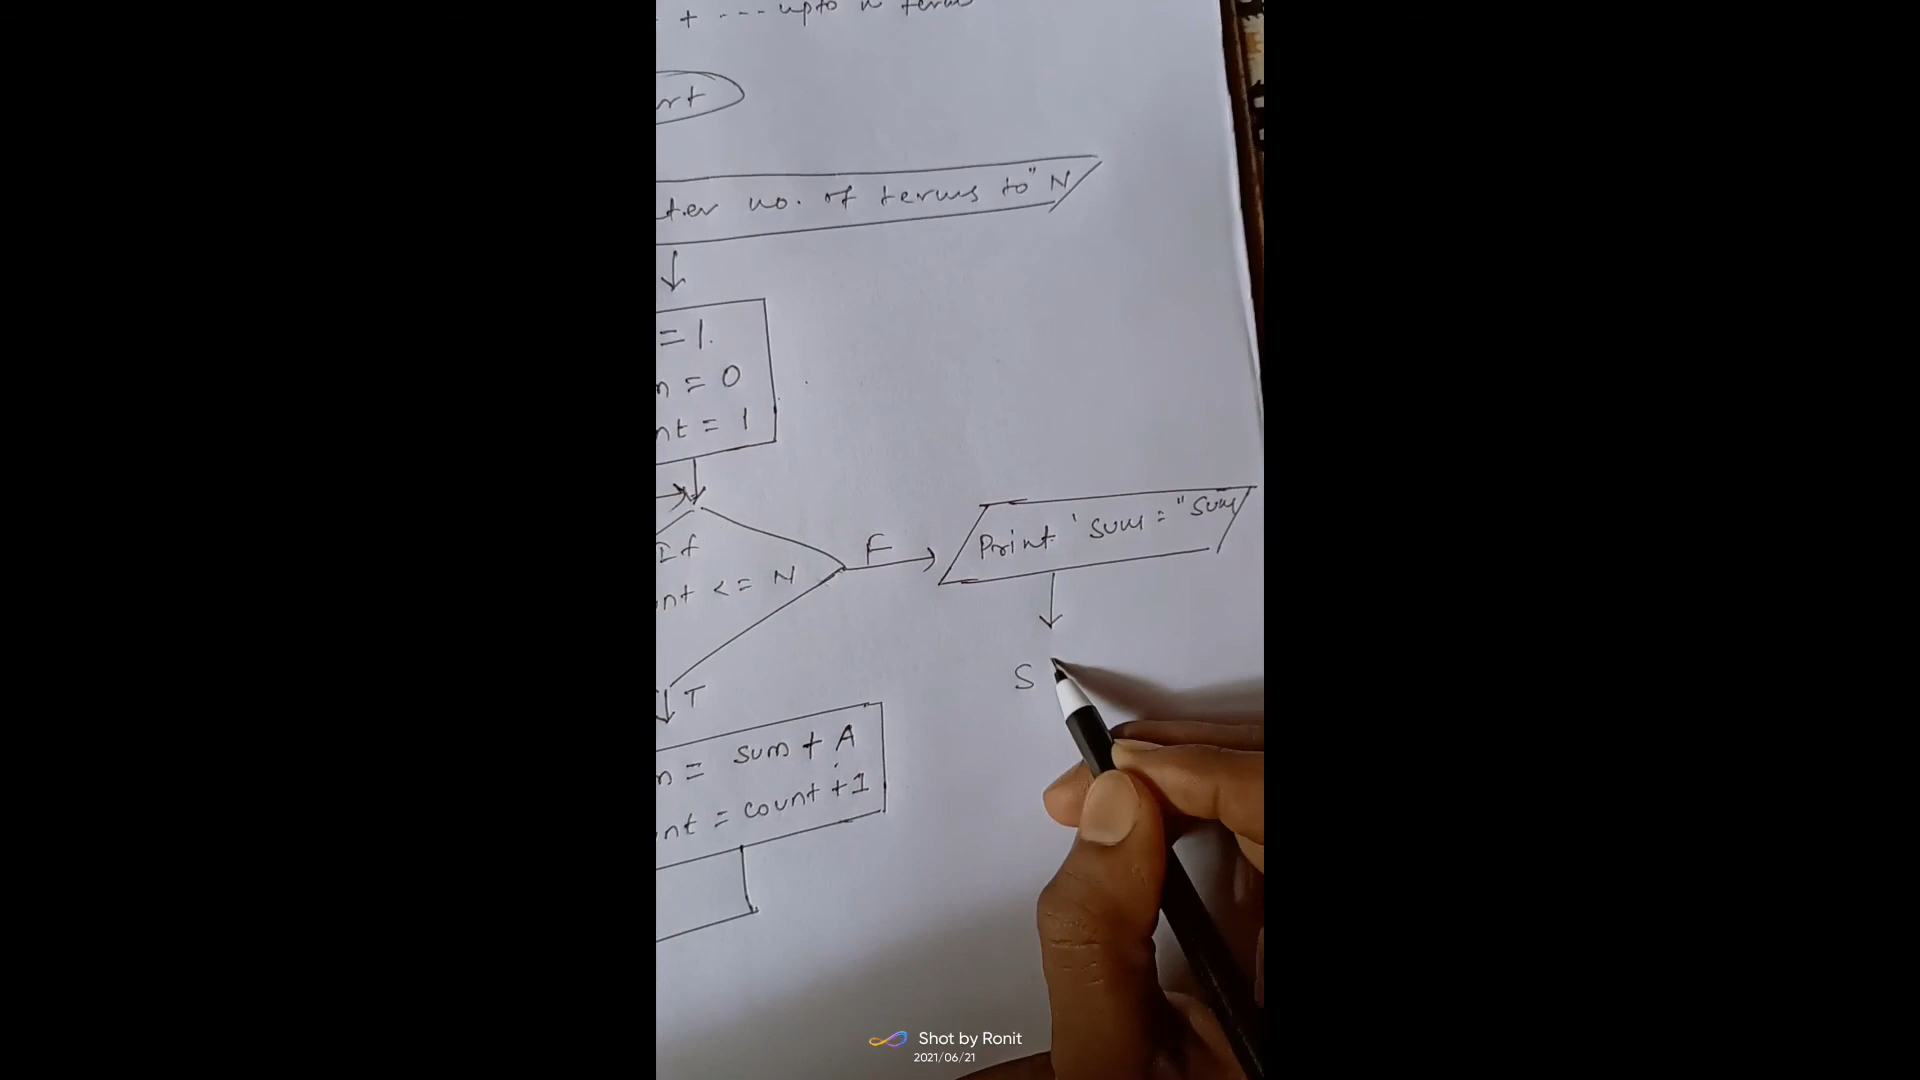 + --- upto n terms
rt
ter no. of terms to" N
= 1.
m = 0
nt = 1
If
nt <= N
F
Print 'sum = "sum
T
S
m = sum + A
nt = count + 1
Shot by Ronit
2021/06/21